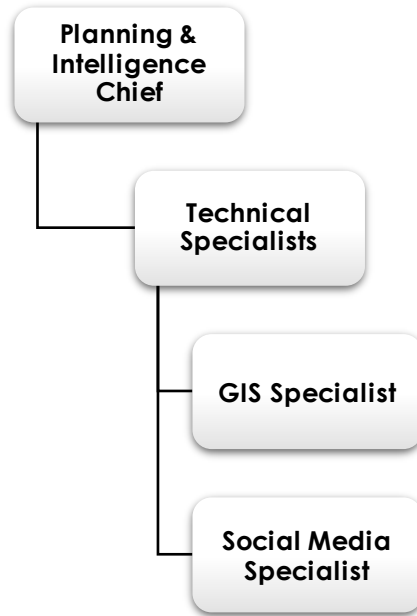 Planning &
Intelligence
Chief
Technical
Specialists
GIS Specialist
Social Media
Specialist